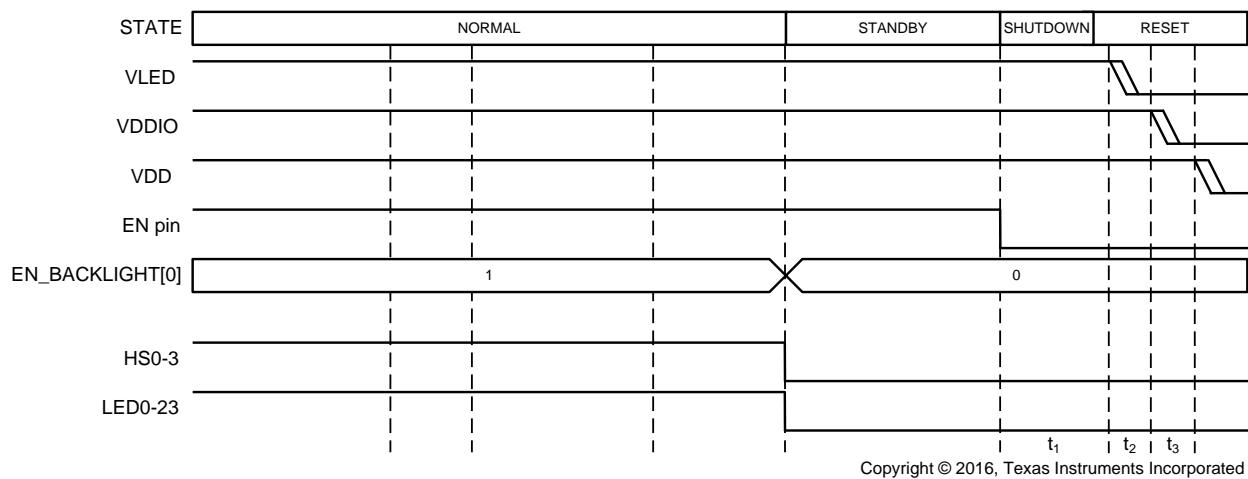 STATE NORMAL STANDBY SHUTDOWN RESET
VLED
VDDIO
VDD
EN pin
EN_BACKLIGHT[0] 1 0
HS0-3
LED0-23
t1 t2 t3
Copyright © 2016, Texas Instruments Incorporated